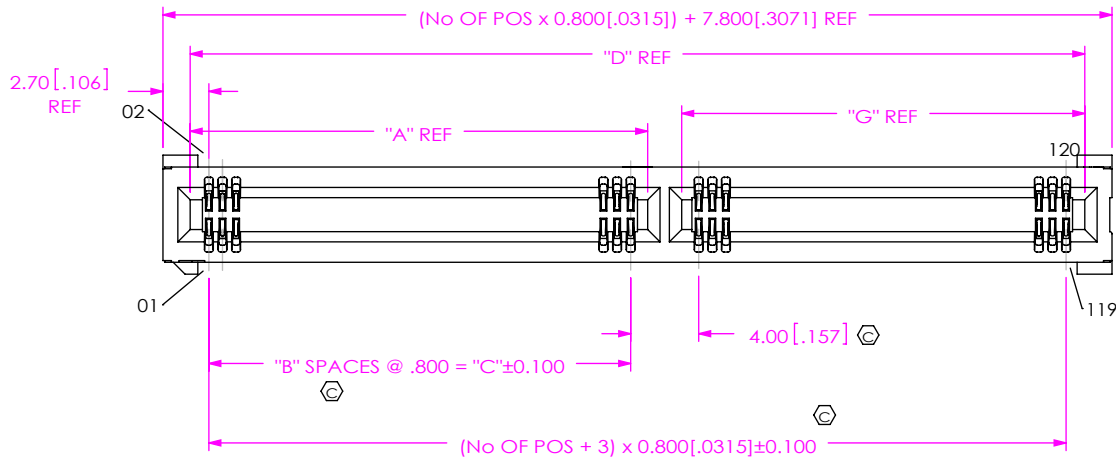 (No OF POS x 0.800[.0315]) + 7.800[.3071] REF
"D" REF
2.70[.106]
REF
02
"A" REF
"G" REF
120
01
119
4.00[.157] C
"B" SPACES @ .800 = "C"±0.100
C
C
(No OF POS + 3) x 0.800[.0315]±0.100